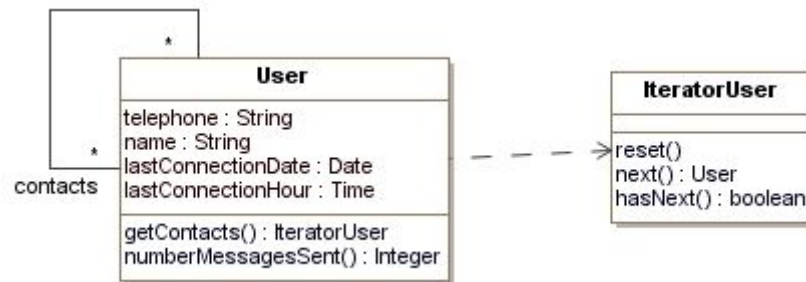 *
User
telephone : String
name : String
lastConnectionDate : Date
lastConnectionHour : Time
getContacts() : IteratorUser
numberMessagesSent() : Integer
*
contacts
IteratorUser
reset()
next() : User
hasNext() : boolean